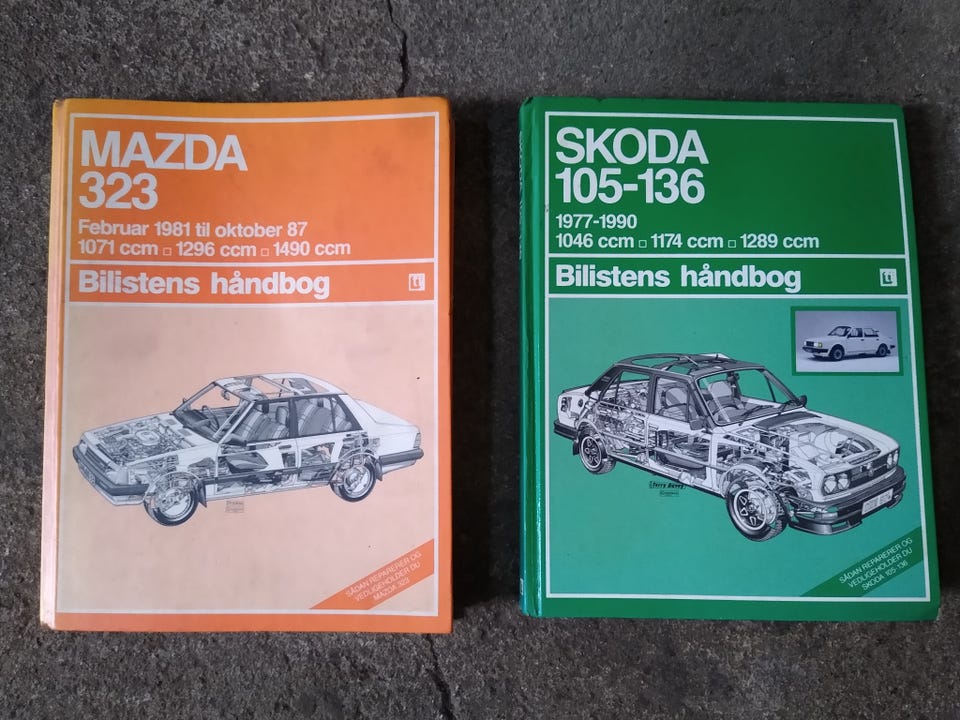 MAZDA
323
Februar 1981 til oktober 87
1071 ccm □ 1296 ccm □ 1490 ccm
Bilistens håndbog
SÅDAN REPARERER OG
VEDLIGEHOLDER DU
MAZDA 323
SKODA
105-136
1977-1990
1046 ccm □ 1174 ccm □ 1289 ccm
Bilistens håndbog
Terry Davey
SÅDAN REPARERER OG
VEDLIGEHOLDER DU
SKODA 105-136